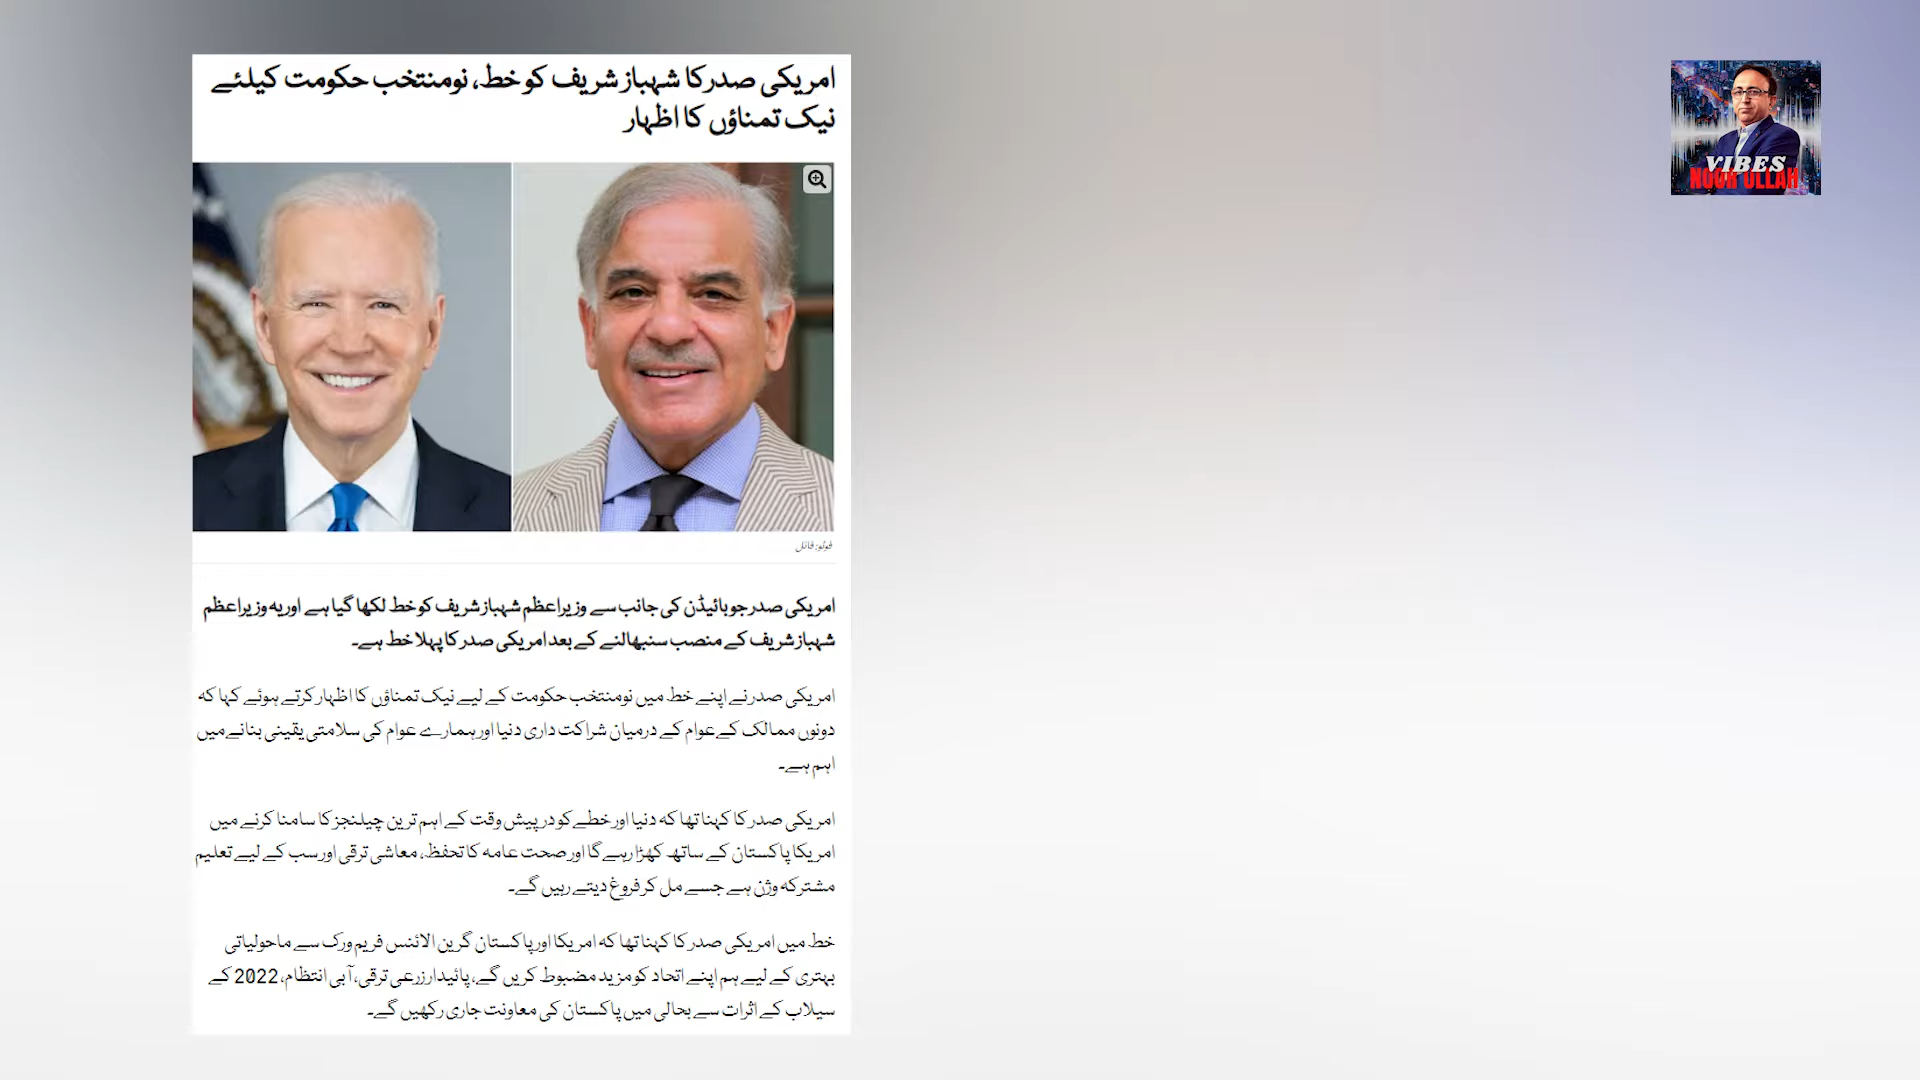 امریکی صدر کا شہباز شریف کو خط، نومنتخب حکومت کیلئے
نیک تمناؤں کا اظہار
VIBES
NOOR ULLAH
فوٹو: فائل
امریکی صدر جو بائیڈن کی جانب سے وزیراعظم شہباز شریف کو خط لکھا گیا ہے اور یہ وزیراعظم
شہباز شریف کے منصب سنبھالنے کے بعد امریکی صدر کا پہلا خط ہے۔
امریکی صدر نے اپنے خط میں نومنتخب حکومت کے لیے نیک تمناؤں کا اظہار کرتے ہوئے کہا کہ
دونوں ممالک کے عوام کے درمیان شراکت داری دنیا اور ہمارے عوام کی سلامتی یقینی بنانے میں
اہم ہے۔
امریکی صدر کا کہنا تھا کہ دنیا اور خطے کو درپیش وقت کے اہم ترین چیلنجز کا سامنا کرنے میں
امریکا پاکستان کے ساتھ کھڑا رہے گا اور صحت عامہ کا تحفظ، معاشی ترقی اور سب کے لیے تعلیم
مشترکہ وژن ہے جسے مل کر فروغ دیتے رہیں گے۔
خط میں امریکی صدر کا کہنا تھا کہ امریکا اور پاکستان گرین الائنس فریم ورک سے ماحولیاتی
بہتری کے لیے ہم اپنے اتحاد کو مزید مضبوط کریں گے، پائیدار زرعی ترقی، آبی انتظام، 2022 کے
سیلاب کے اثرات سے بحالی میں پاکستان کی معاونت جاری رکھیں گے۔